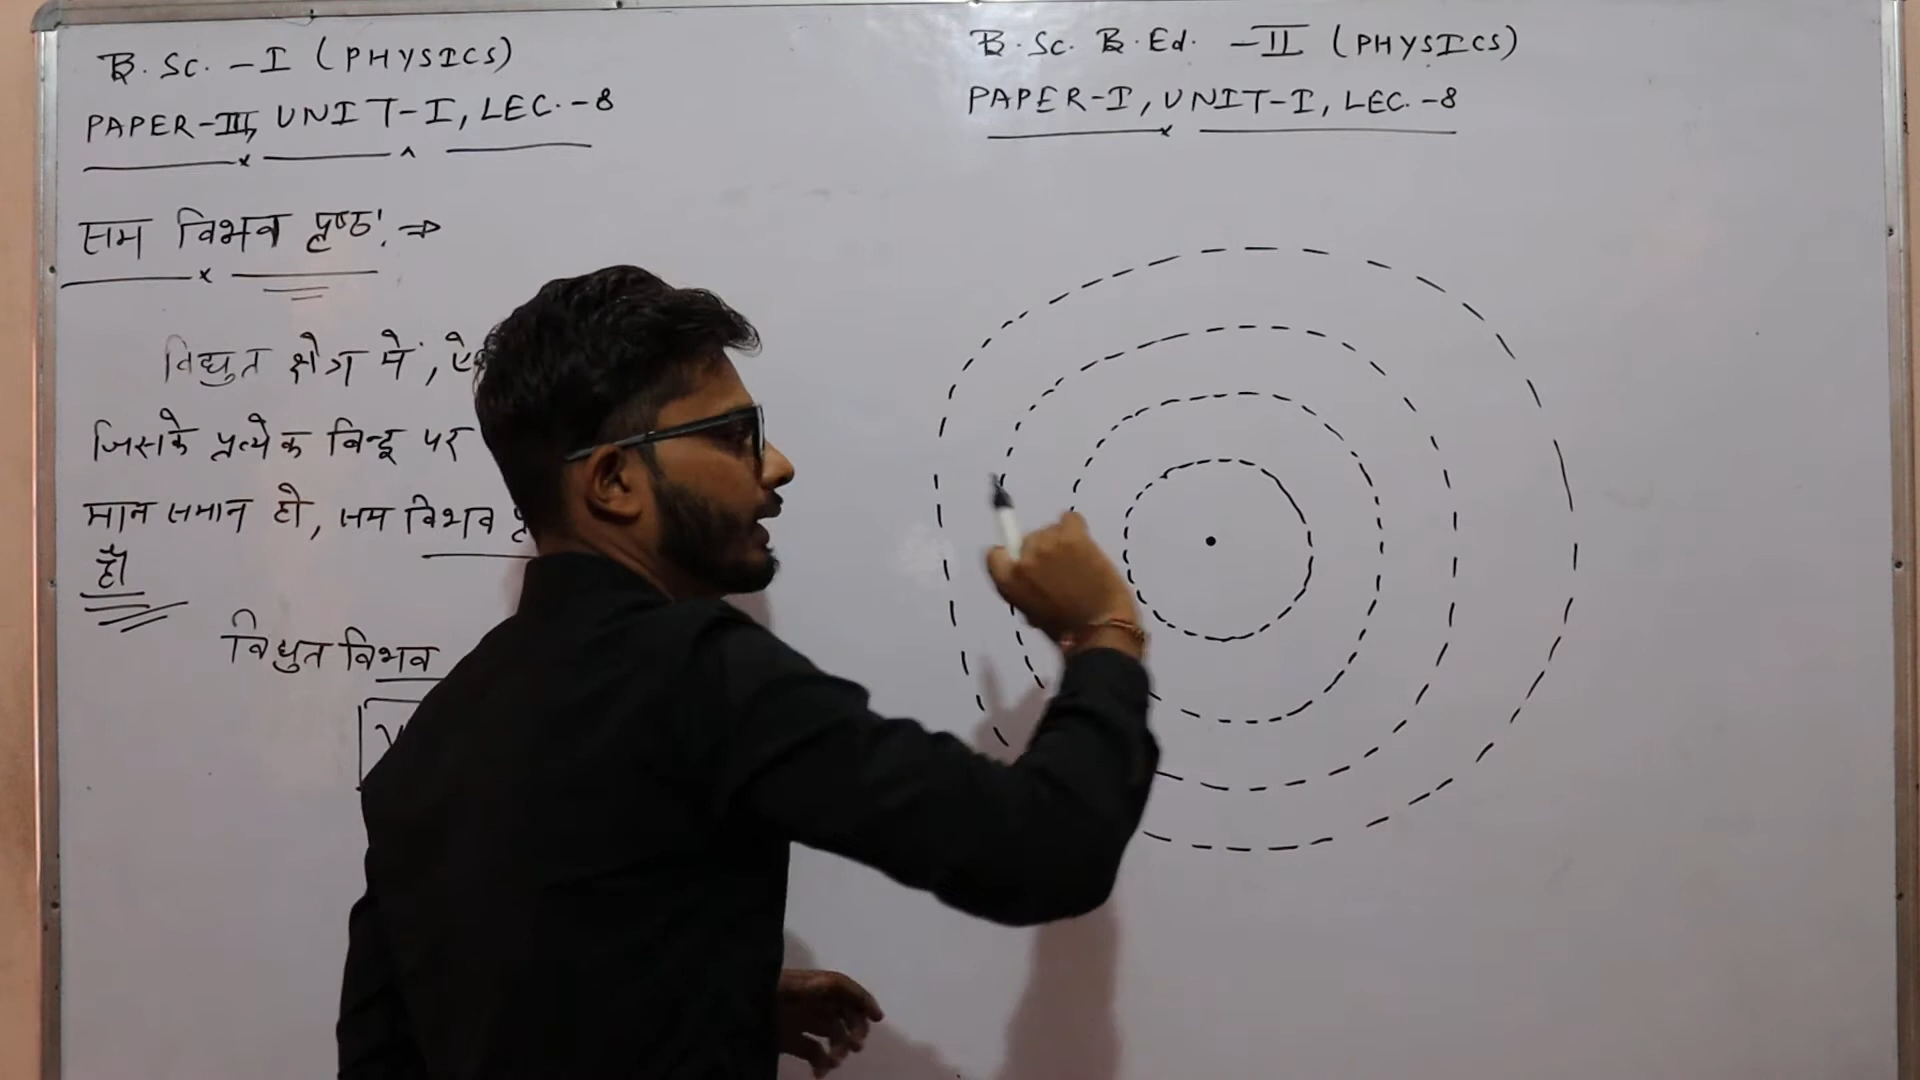 B.Sc. -I (PHYSICS)
PAPER-III, UNIT-I, LEC.-8
सम विभव पृष्ठ: ⇒
विद्युत क्षेत्र में,
जिसके प्रत्येक बिन्दू पर
मान समान हो, सम विभव
हैं।
विद्युत विभव
V
B.Sc. B.Ed. -II (PHYSICS)
PAPER-I, UNIT-I, LEC.-8